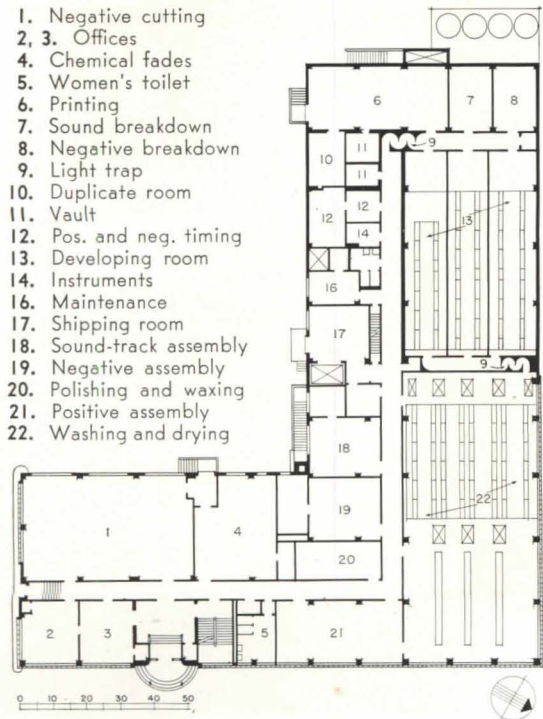 1. Negative cutting
2, 3. Offices
4. Chemical fades
5. Women's toilet
6. Printing
7. Sound breakdown
8. Negative breakdown
9. Light trap
10. Duplicate room
11. Vault
12. Pos. and neg. timing
13. Developing room
14. Instruments
16. Maintenance
17. Shipping room
18. Sound-track assembly
19. Negative assembly
20. Polishing and waxing
21. Positive assembly
22. Washing and drying
6 7 8
9
10 11
11
12 12
13
14
16
17
9
18
22
19
1 4
20
2 3 5 21
0 10 20 30 40 50